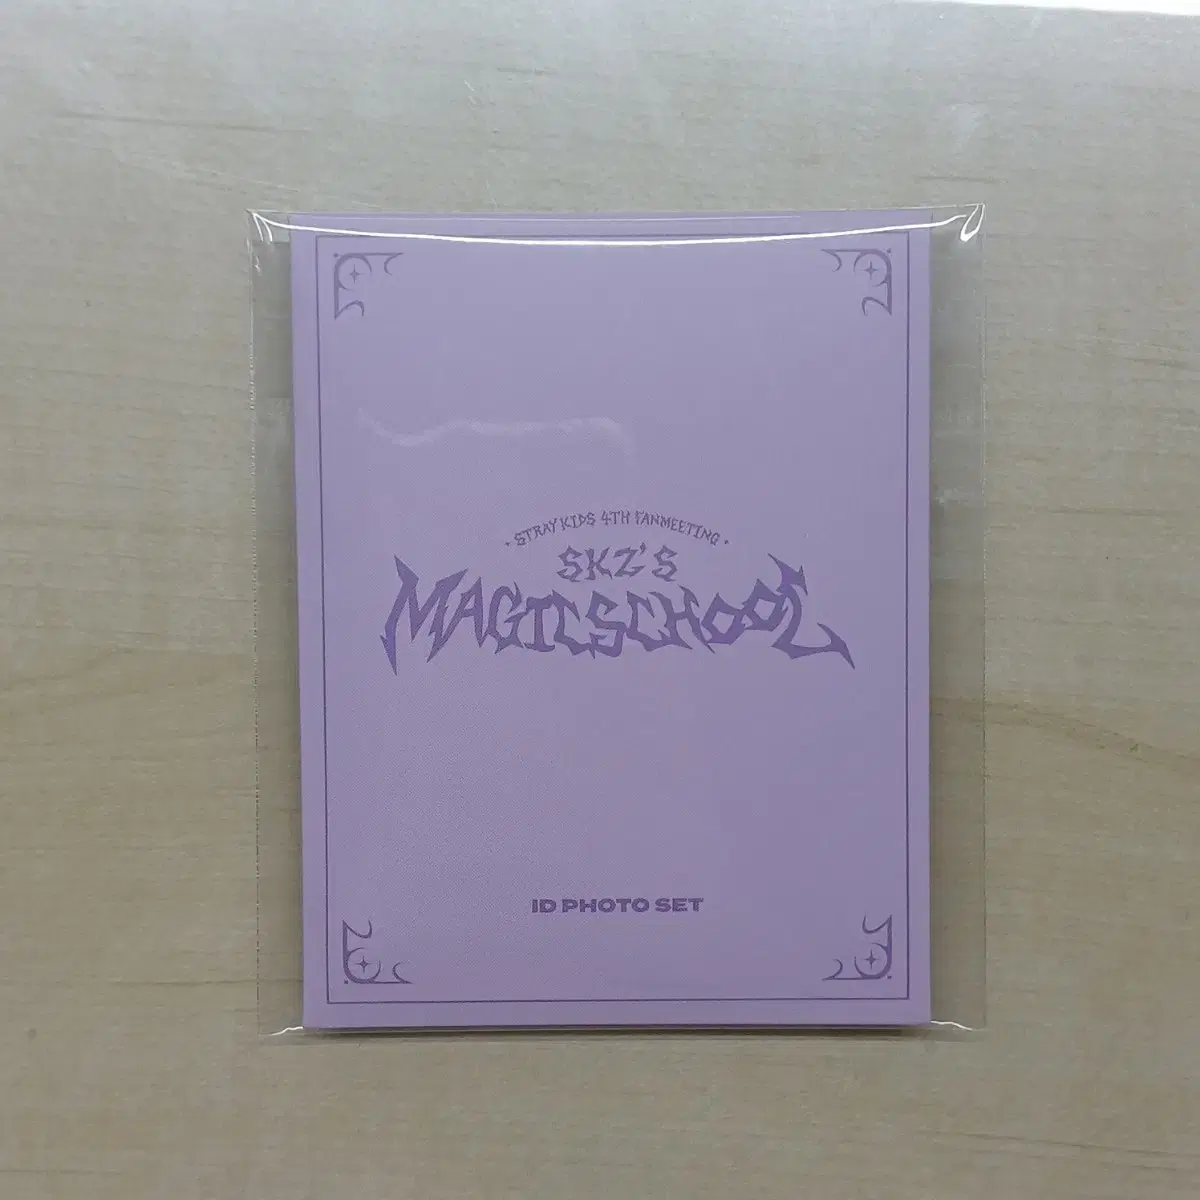 • STRAY KIDS 4TH FANMEETING •
SKZ'S
MAGIC SCHOOL
ID PHOTO SET